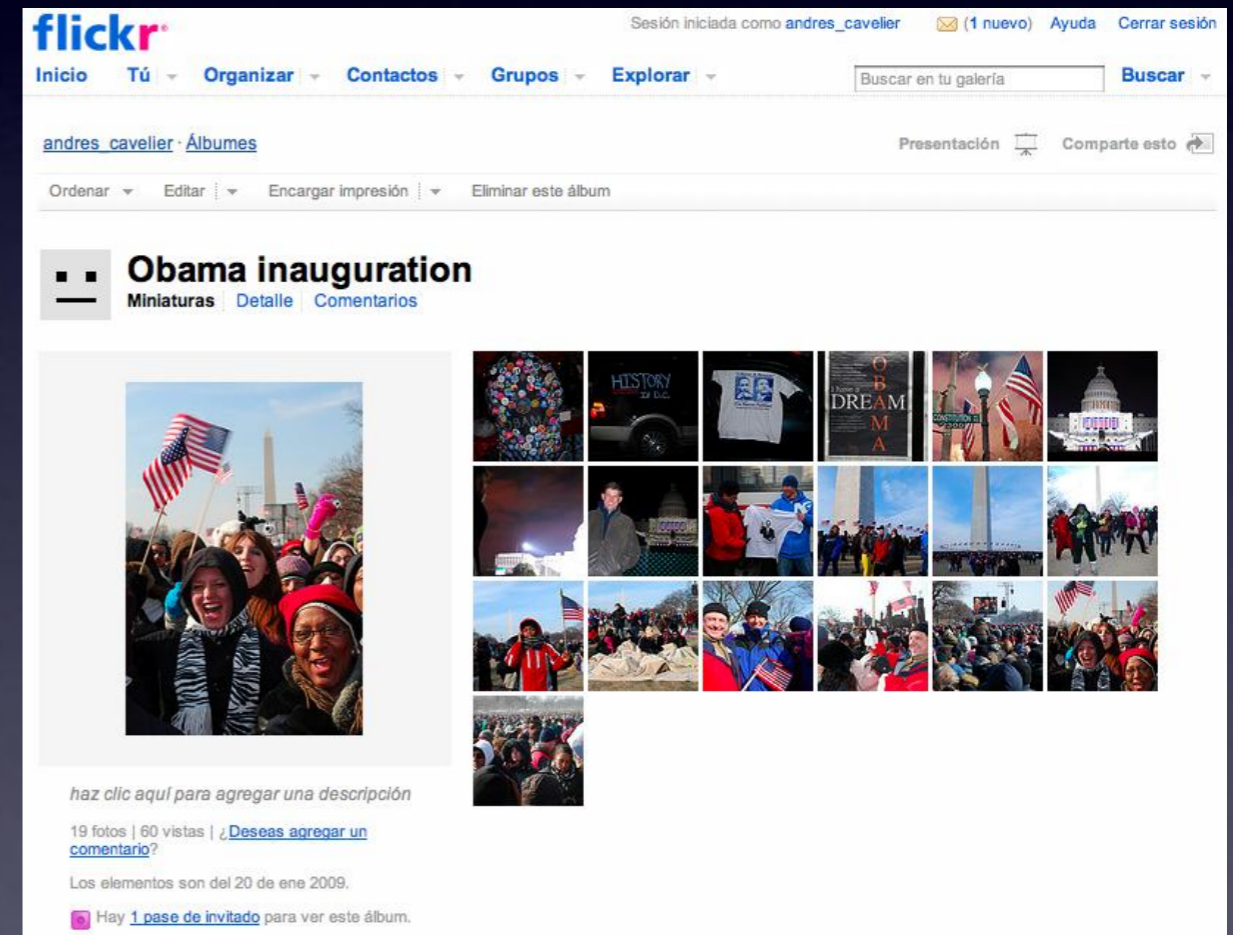 flickr
Sesión iniciada como andres_cavelier (1 nuevo) Ayuda Cerrar sesión
Inicio Tú Organizar Contactos Grupos Explorar Buscar en tu galería Buscar
andres_cavelier · Álbumes Presentación Comparte esto
Ordenar Editar Encargar impresión Eliminar este álbum
Obama inauguration
Miniaturas Detalle Comentarios
HISTORY
IN D.C.
I have a
DREAM
OBAMA
CONSTITUTION
haz clic aquí para agregar una descripción
19 fotos | 60 vistas | ¿Deseas agregar un
comentario?
Los elementos son del 20 de ene 2009.
Hay 1 pase de invitado para ver este álbum.